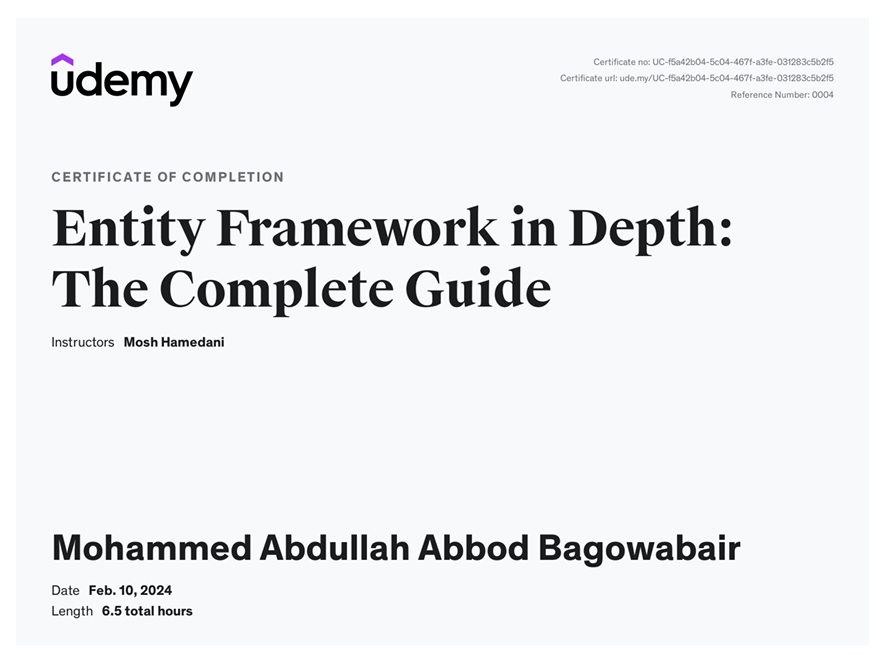 udemy
Certificate no: UC-f5a42b04-5c04-467f-a3fe-031283c5b2f5
Certificate url: ude.my/UC-f5a42b04-5c04-467f-a3fe-031283c5b2f5
Reference Number: 0004
CERTIFICATE OF COMPLETION
Entity Framework in Depth:
The Complete Guide
Instructors Mosh Hamedani
Mohammed Abdullah Abbod Bagowabair
Date Feb. 10, 2024
Length 6.5 total hours